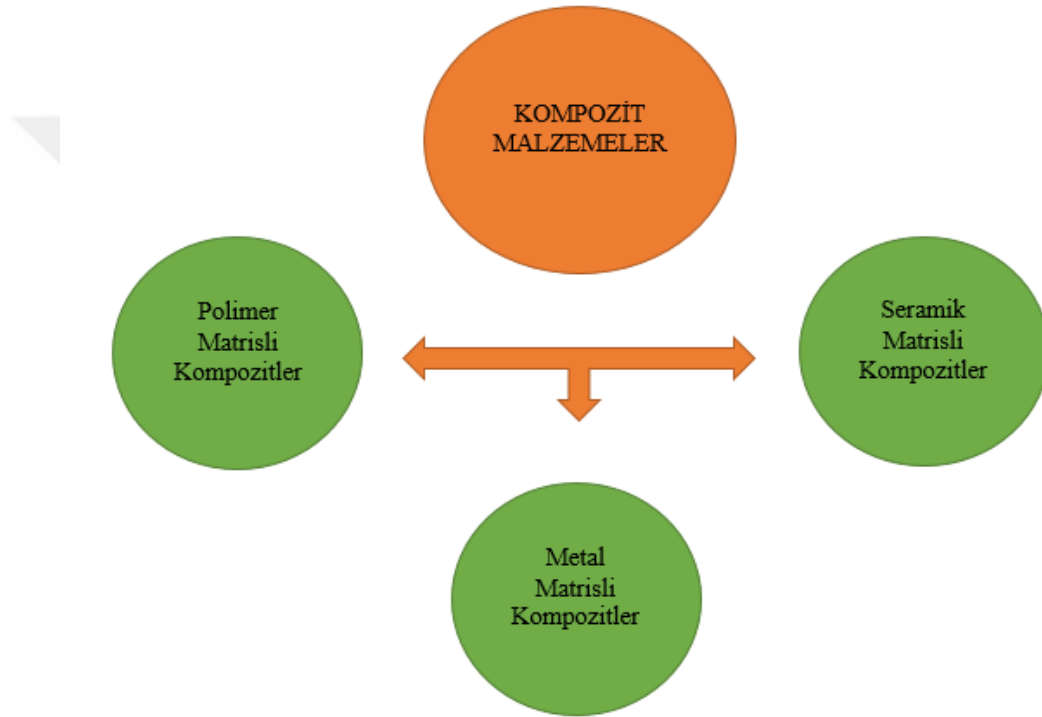 KOMPOZİT
MALZEMELER
Polimer
Matrisli
Kompozitler
Seramik
Matrisli
Kompozitler
Metal
Matrisli
Kompozitler